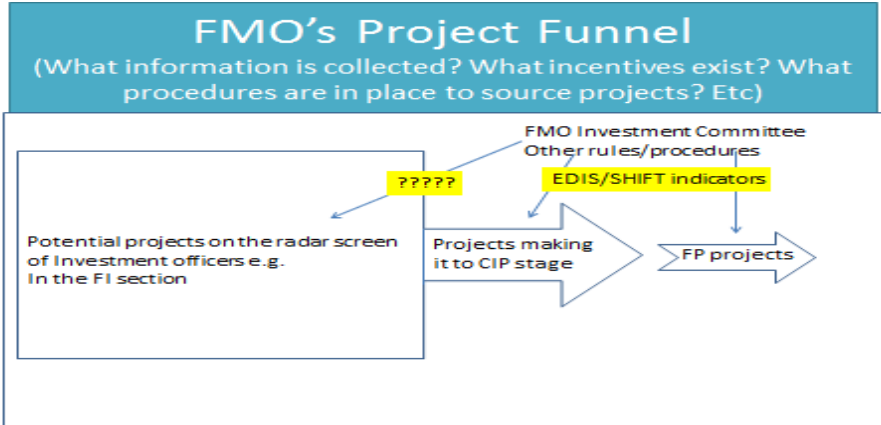 FMO's Project Funnel
(What information is collected? What incentives exist? What
procedures are in place to source projects? Etc)
FMO Investment Committee
Other rules/procedures
?????
EDIS/SHIFT indicators
Potential projects on the radar screen
of Investment officers e.g.
In the FI section
Projects making
it to CIP stage
FP projects